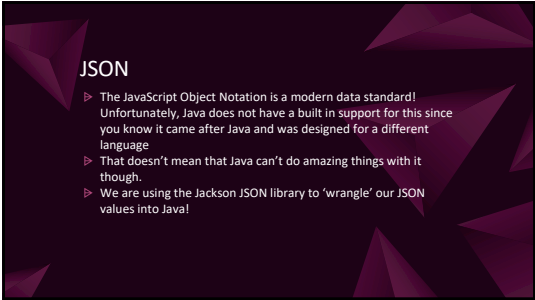 JSON
The JavaScript Object Notation is a modern data standard!
Unfortunately, Java does not have a built in support for this since
you know it came after Java and was designed for a different
language
That doesn't mean that Java can't do amazing things with it
though.
We are using the Jackson JSON library to 'wrangle' our JSON
values into Java!